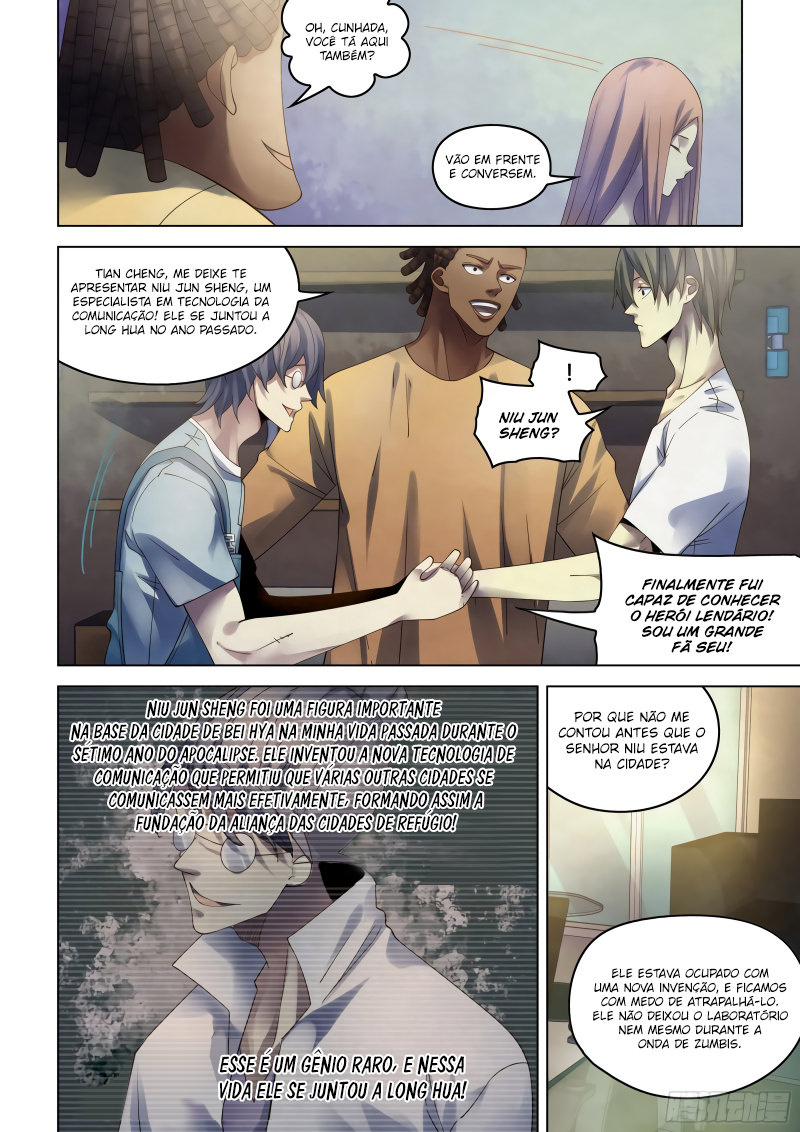 OH, CUNHADA,
VOCÊ TÁ AQUI
TAMBÉM?
VÃO EM FRENTE
E CONVERSEM.
TIAN CHENG, ME DEIXE TE
APRESENTAR NIU JUN SHENG, UM
ESPECIALISTA EM TECNOLOGIA DA
COMUNICAÇÃO! ELE SE JUNTOU A
LONG HUA NO ANO PASSADO.
!
NIU JUN
SHENG?
FINALMENTE FUI
CAPAZ DE CONHECER
O HERÓI LENDÁRIO!
SOU UM GRANDE
FÃ SEU!
NIU JUN SHENG FOI UMA FIGURA IMPORTANTE
NA BASE DA CIDADE DE BEI HYA NA MINHA VIDA PASSADA DURANTE O
SÉTIMO ANO DO APOCALIPSE. ELE INVENTOU A NOVA TECNOLOGIA DE
COMUNICAÇÃO QUE PERMITIU QUE VÁRIAS OUTRAS CIDADES SE
COMUNICASSEM MAIS EFETIVAMENTE, FORMANDO ASSIM A
FUNDAÇÃO DA ALIANÇA DAS CIDADES DE REFÚGIO!
ESSE É UM GÊNIO RARO, E NESSA
VIDA ELE SE JUNTOU A LONG HUA!
POR QUE NÃO ME
CONTOU ANTES QUE O
SENHOR NIU ESTAVA
NA CIDADE?
ELE ESTAVA OCUPADO COM
UMA NOVA INVENÇÃO, E FICAMOS
COM MEDO DE ATRAPALHÁ-LO.
ELE NÃO DEIXOU O LABORATÓRIO
NEM MESMO DURANTE A
ONDA DE ZUMBIS.